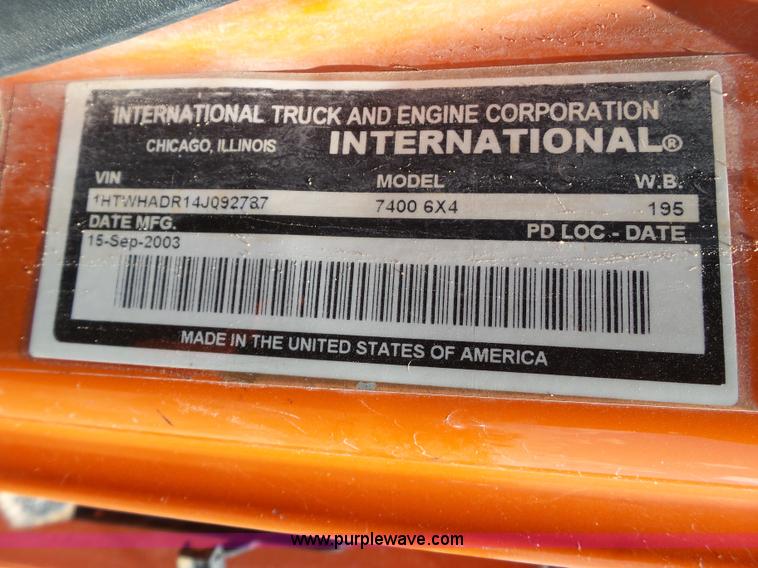 INTERNATIONAL TRUCK AND ENGINE CORPORATION
CHICAGO, ILLINOIS INTERNATIONAL®
VIN MODEL W.B.
1HTWHADR14J092787 7400 6X4 195
DATE MFG. PD LOC - DATE
15-Sep-2003
MADE IN THE UNITED STATES OF AMERICA
www.purplewave.com